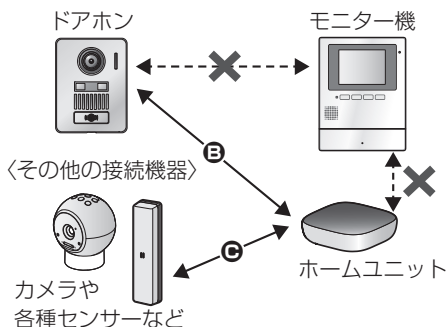 ドアホン
モニター機
B
〈その他の接続機器〉
C
ホームユニット
カメラや
各種センサーなど